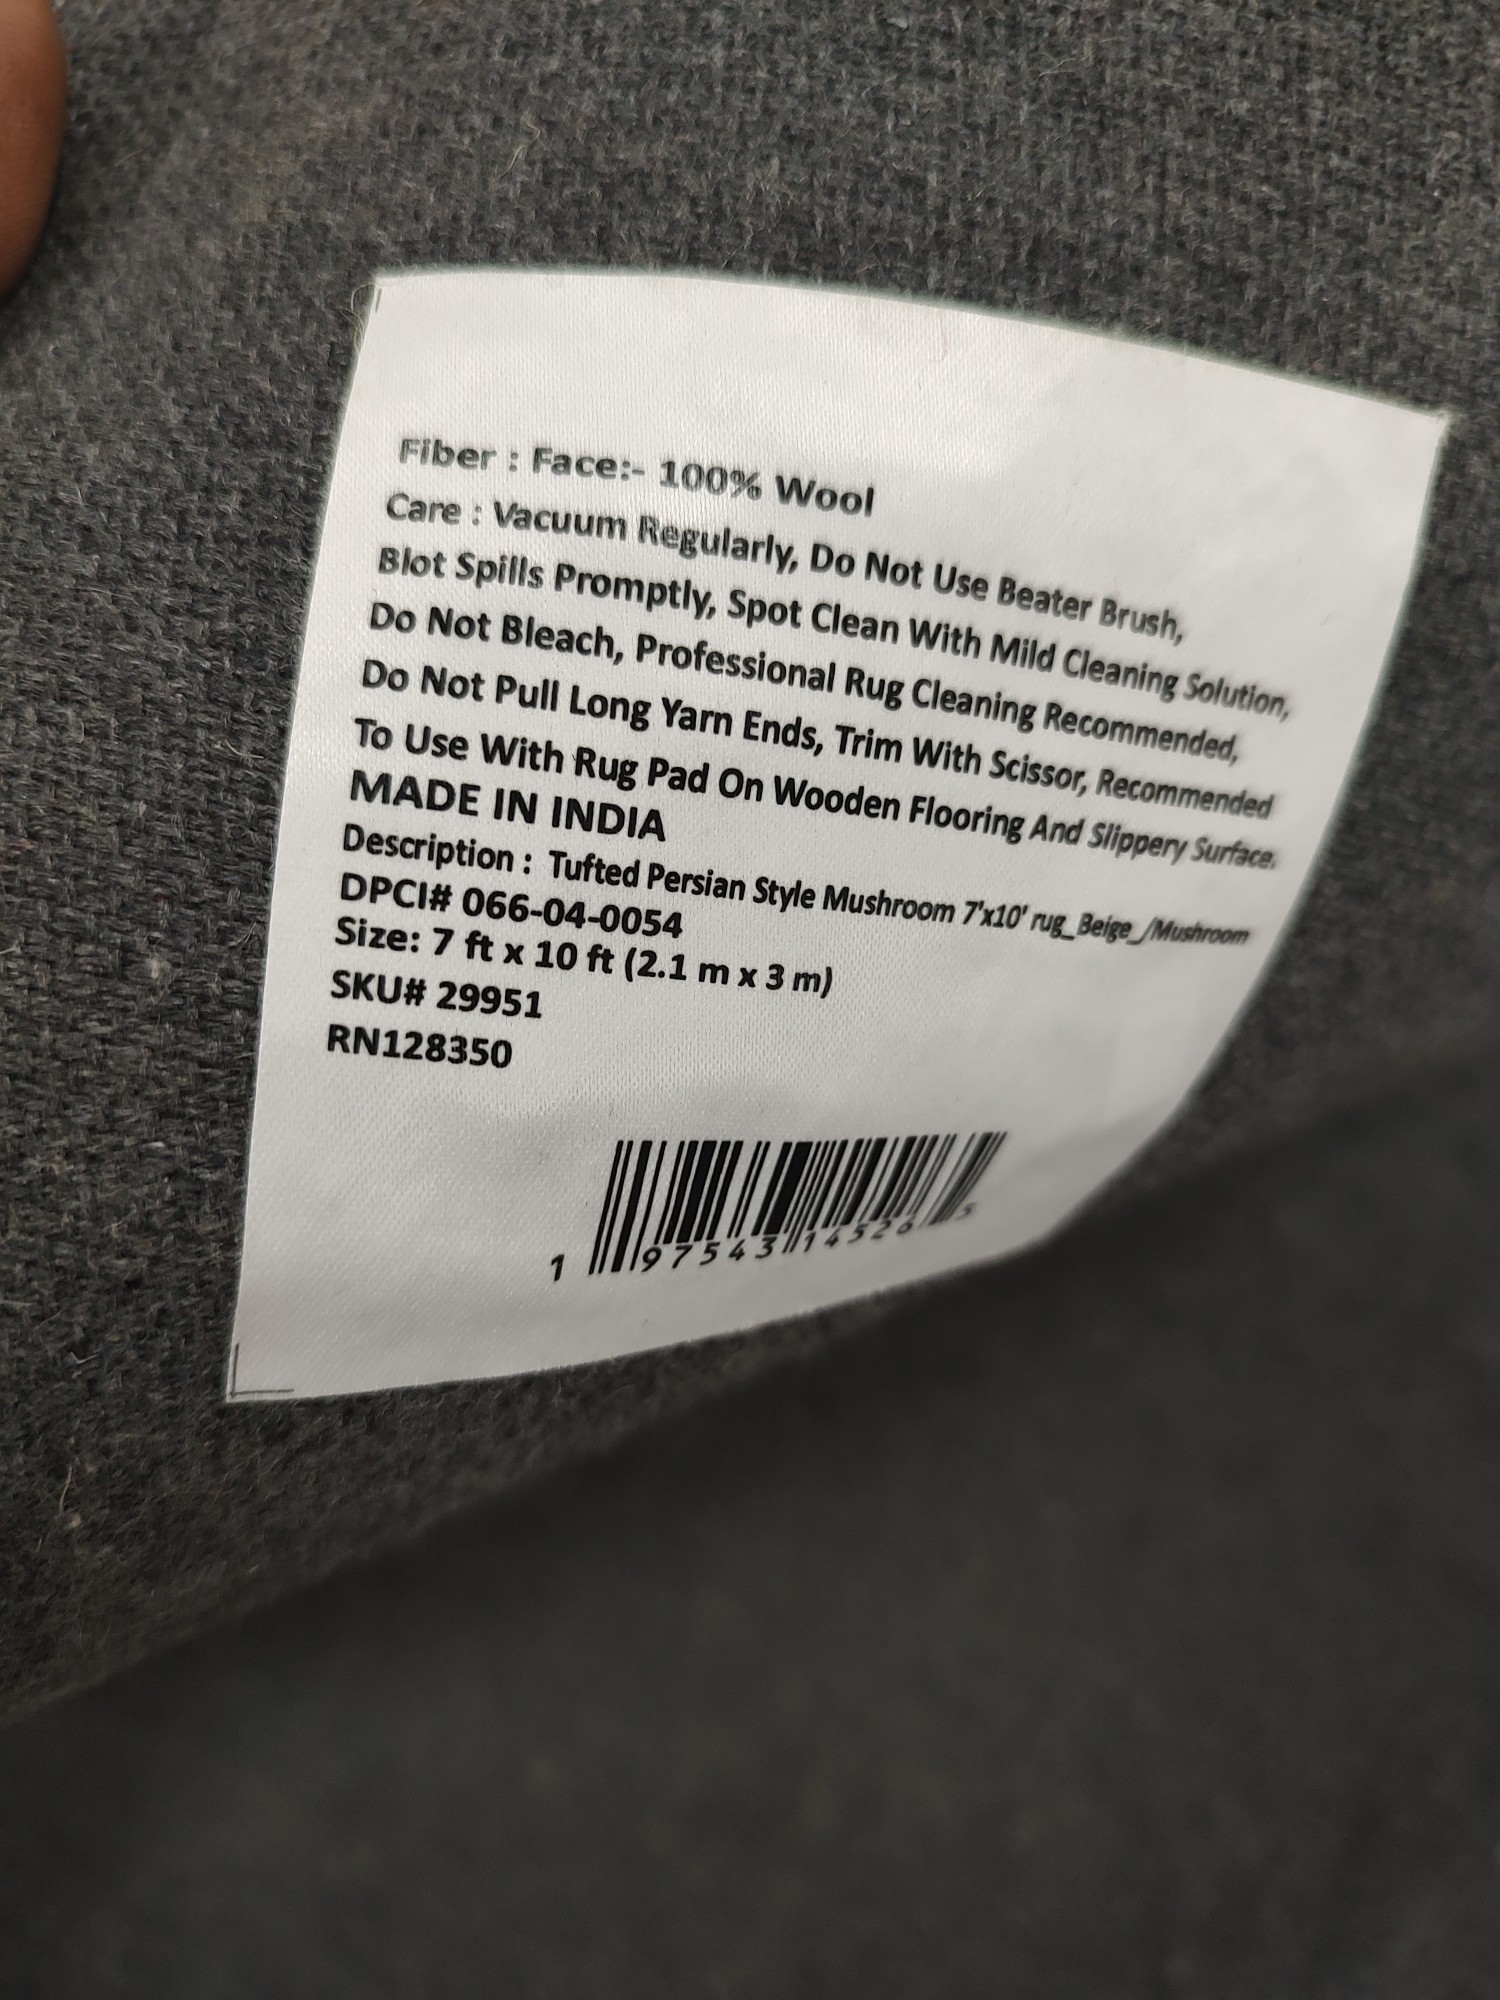 Fiber : Face:- 100% Wool
Care : Vacuum Regularly, Do Not Use Beater Brush,
Blot Spills Promptly, Spot Clean With Mild Cleaning Solution,
Do Not Bleach, Professional Rug Cleaning Recommended,
Do Not Pull Long Yarn Ends, Trim With Scissor, Recommended
To Use With Rug Pad On Wooden Flooring And Slippery Surface.
MADE IN INDIA
Description : Tufted Persian Style Mushroom 7'x10' rug_Beige_/Mushroom
DPCI# 066-04-0054
Size: 7 ft x 10 ft (2.1 m x 3 m)
SKU# 29951
RN128350
1 97543 14526 5